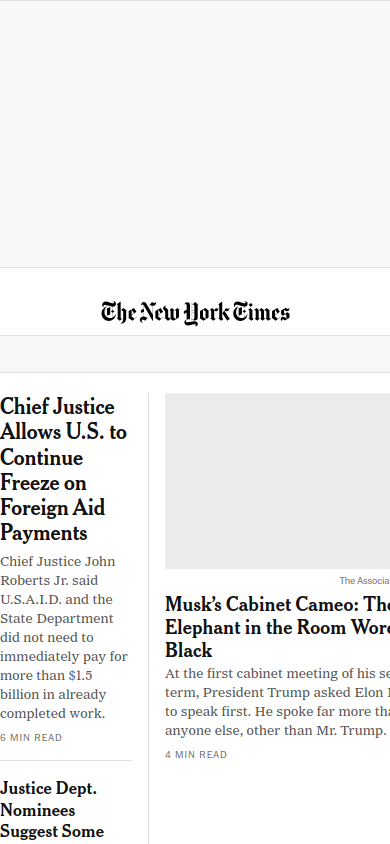 The New York Times
Chief Justice
Allows U.S. to
Continue
Freeze on
Foreign Aid
Payments
Chief Justice John
Roberts Jr. said
U.S.A.I.D. and the
State Department
did not need to
immediately pay for
more than $1.5
billion in already
completed work.
6 MIN READ
Justice Dept.
Nominees
Suggest Some
The Associa
Musk’s Cabinet Cameo: The
Elephant in the Room Wore
Black
At the first cabinet meeting of his se
term, President Trump asked Elon
to speak first. He spoke far more tha
anyone else, other than Mr. Trump.
4 MIN READ